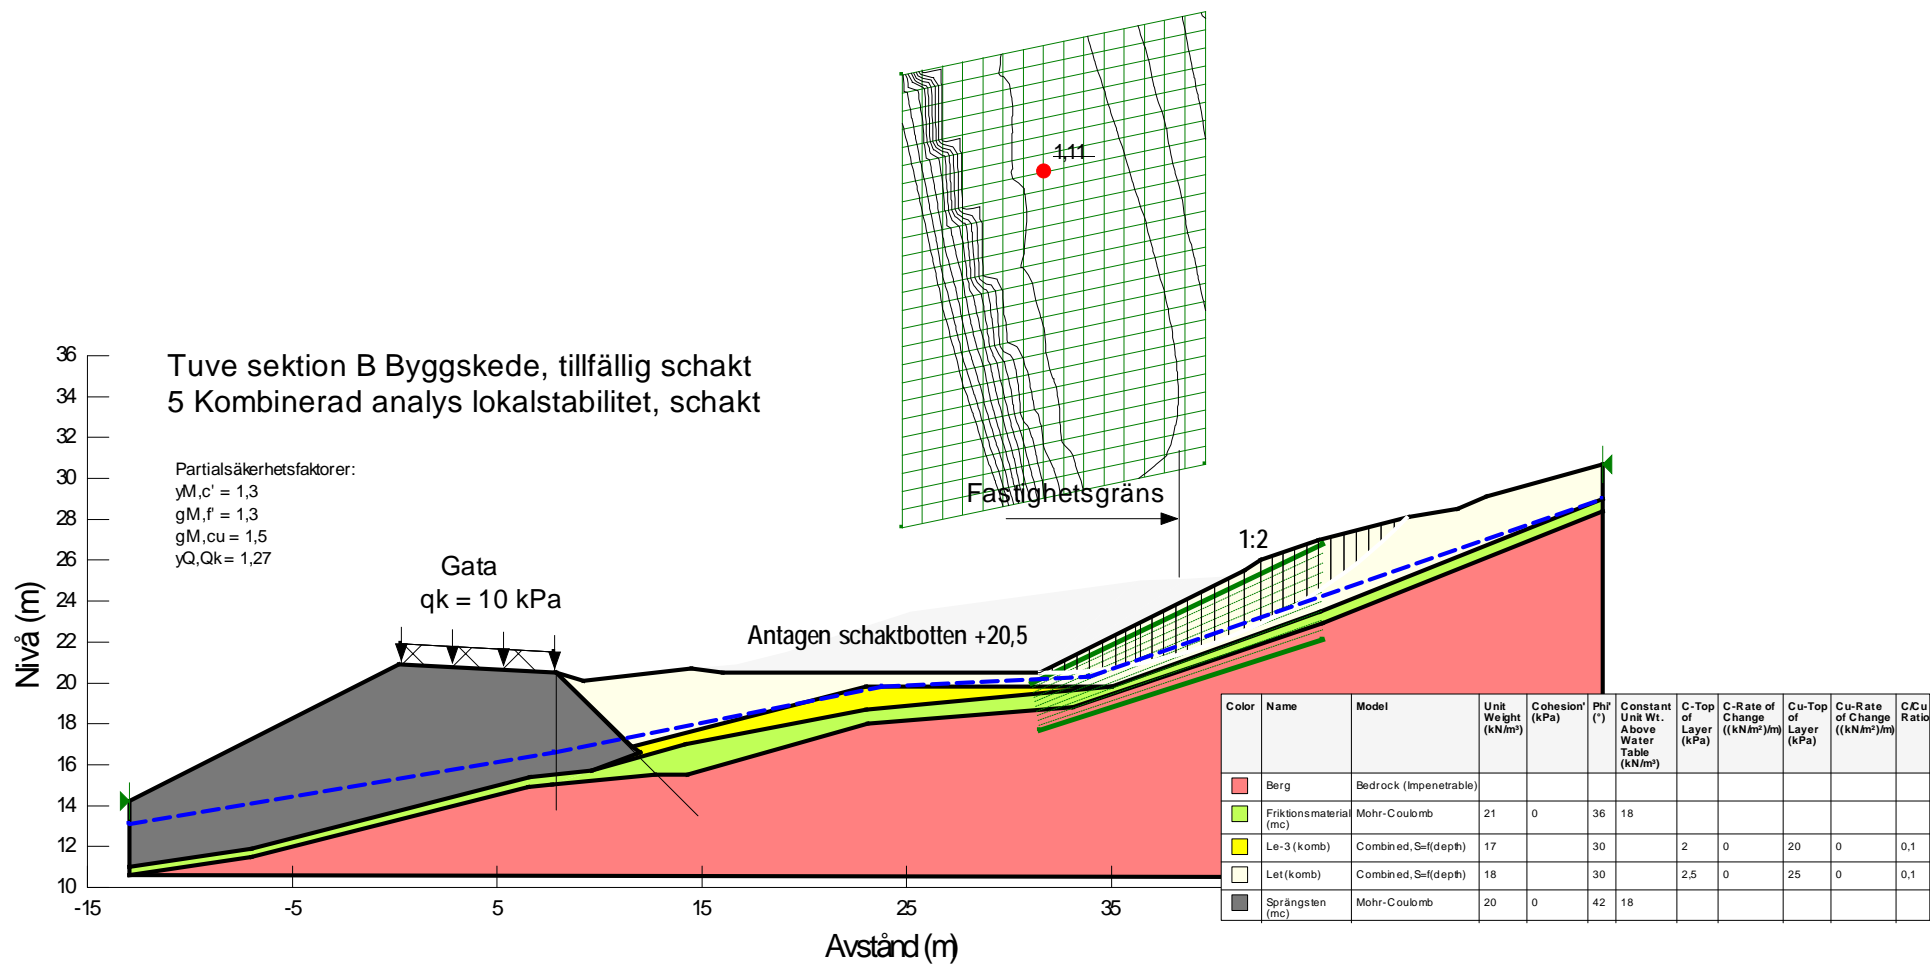 1,11
Tuve sektion B Byggskede, tillfällig schakt
5 Kombinerad analys lokalstabilitet, schakt
Partialsäkerhetsfaktorer:
yM,c' = 1,3
gM,f' = 1,3
gM,cu = 1,5
yQ,Qk = 1,27
Gata
qk = 10 kPa
Fastighetsgräns
1:2
Antagen schaktbotten +20,5
Nivå (m)
36
34
32
30
28
26
24
22
20
18
16
14
12
10
-15 -5 5 15 25 35
Avstånd (m)
Color Name Model Unit Weight (kN/m³) Cohesion' (kPa) Phi' (°) Constant Unit Wt. Above Water Table (kN/m³) C-Top of Layer (kPa) C-Rate of Change ((kN/m²)/m) Cu-Top of Layer (kPa) Cu-Rate of Change ((kN/m²)/m) C/Cu Ratio
Berg Bedrock (Impenetrable)
Friktionsmaterial (mc) Mohr-Coulomb 21 0 36 18
Le-3 (komb) Combined, S=f(depth) 17 30 2 0 20 0 0,1
Let (komb) Combined, S=f(depth) 18 30 2,5 0 25 0 0,1
Sprängsten (mc) Mohr-Coulomb 20 0 42 18